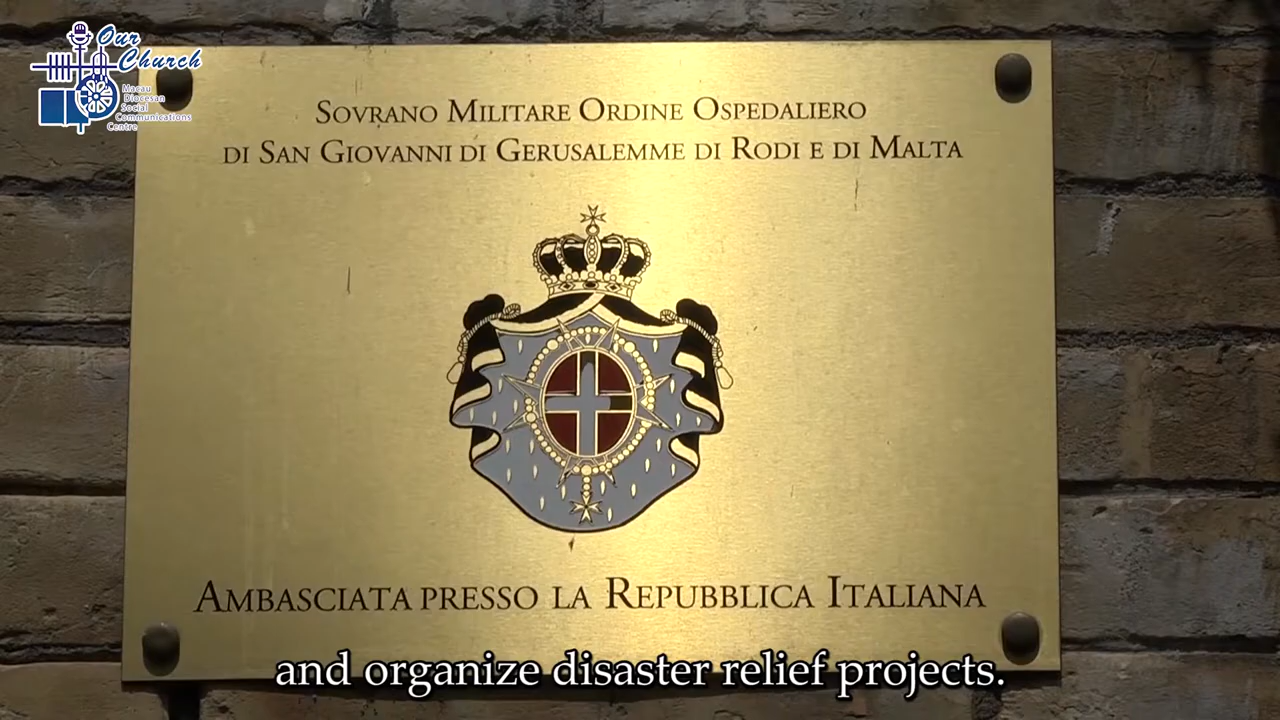 Our
Church
Macau
Diocesan
Social
Communications
Centre
SOVRANO MILITARE ORDINE OSPEDALIERO
DI SAN GIOVANNI DI GERUSALEMME DI RODI E DI MALTA
AMBASCIATA PRESSO LA REPUBBLICA ITALIANA
and organize disaster relief projects.